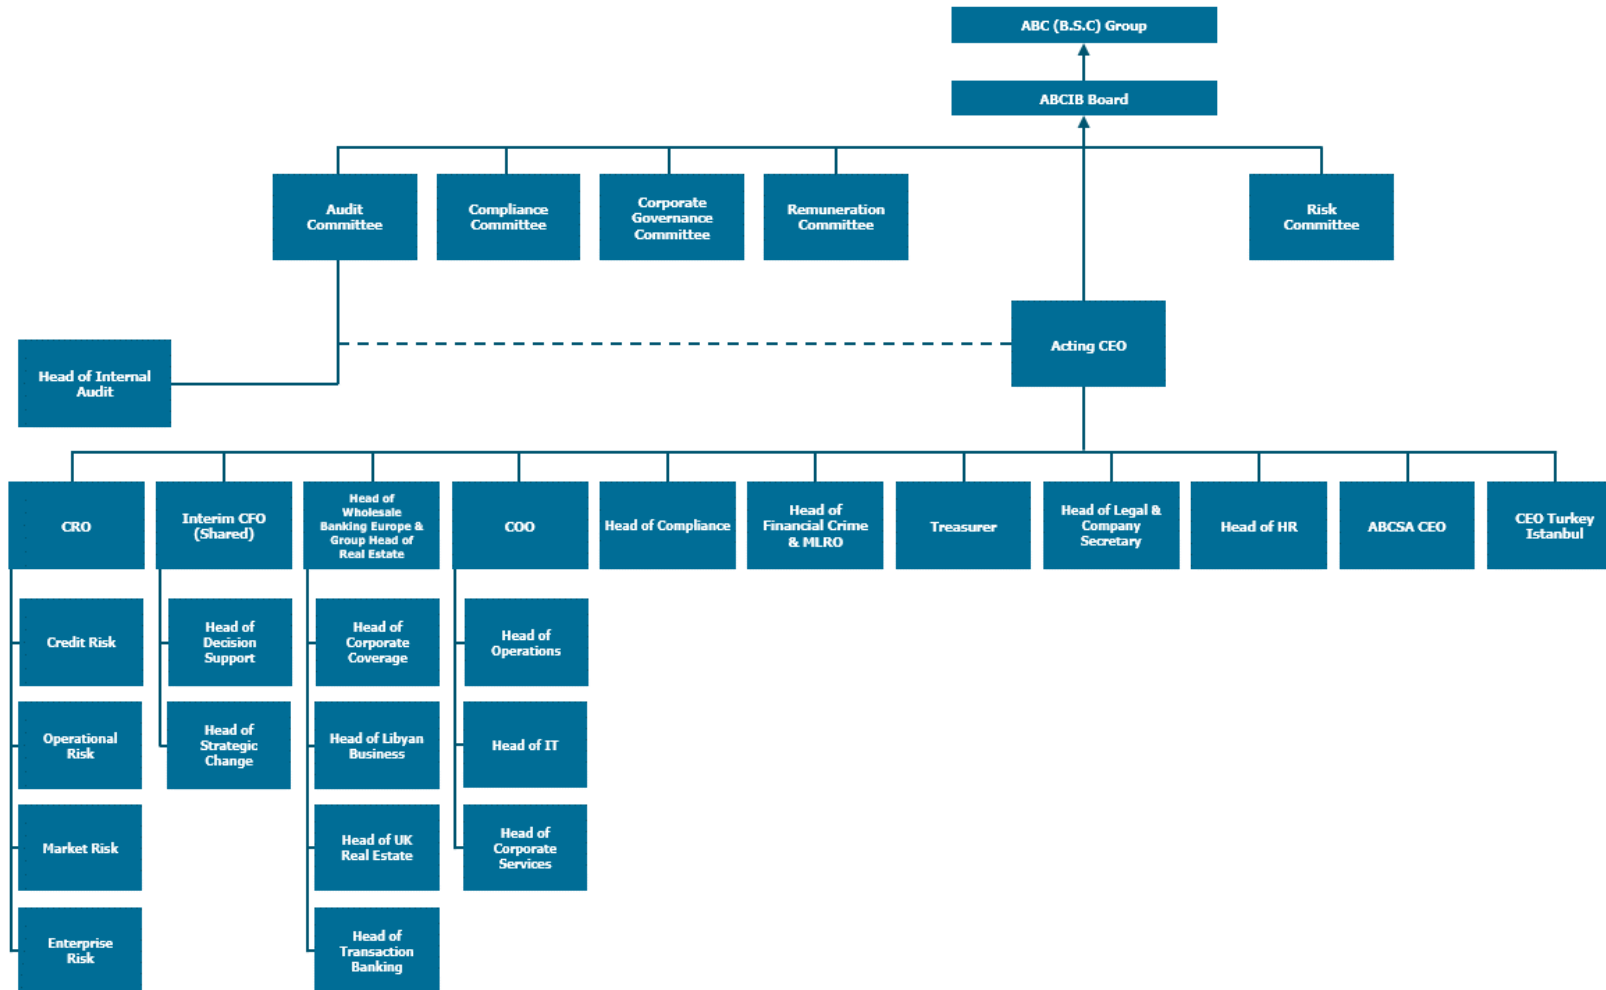 ABC (B.S.C) Group
ABCIB Board
Audit
Committee
Compliance
Committee
Corporate
Governance
Committee
Remuneration
Committee
Risk
Committee
Acting CEO
Head of Internal
Audit
CRO
Interim CFO
(Shared)
Head of
Wholesale
Banking Europe &
Group Head of
Real Estate
COO
Head of Compliance
Head of
Financial Crime
& MLRO
Treasurer
Head of Legal &
Company
Secretary
Head of HR
ABCSA CEO
CEO Turkey
Istanbul
Credit Risk
Head of
Decision
Support
Head of
Corporate
Coverage
Head of
Operations
Operational
Risk
Head of
Strategic
Change
Head of Libyan
Business
Head of IT
Market Risk
Head of UK
Real Estate
Head of
Corporate
Services
Enterprise
Risk
Head of
Transaction
Banking